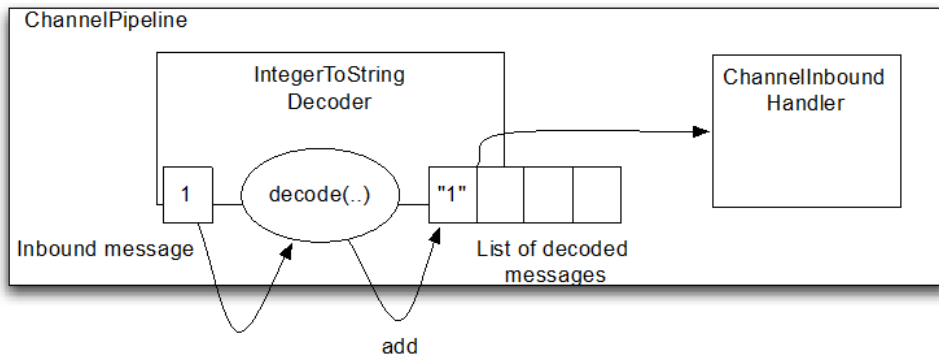 ChannelPipeline
IntegerToString
Decoder
ChannelInbound
Handler
1
decode(..)
"1"
Inbound message
List of decoded
messages
add